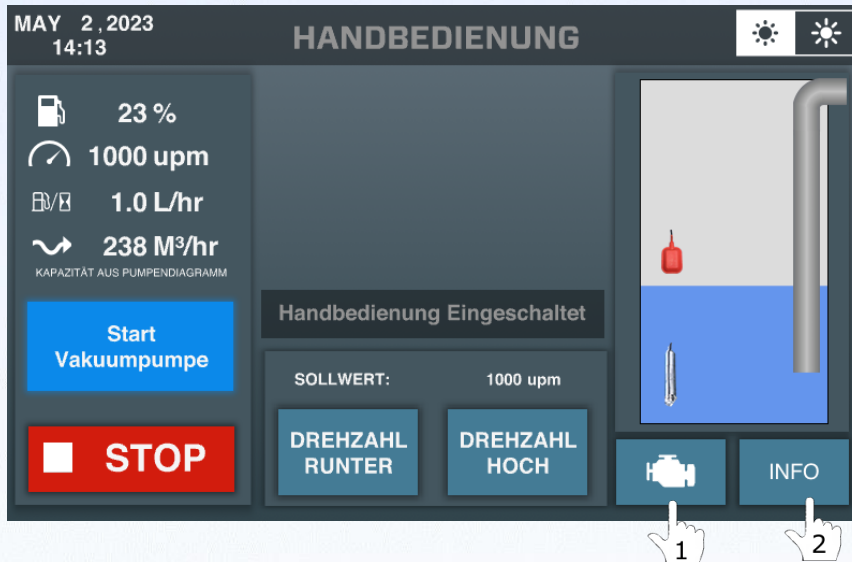 MAY 2,2023
14:13
HANDBEDIENUNG
23 %
1000 upm
1.0 L/hr
238 M³/hr
KAPAZITÄT AUS PUMPENDIAGRAMM
Start
Vakuumpumpe
STOP
Handbedienung Eingeschaltet
SOLLWERT: 1000 upm
DREHZAHL
RUNTER
DREHZAHL
HOCH
INFO
1
2